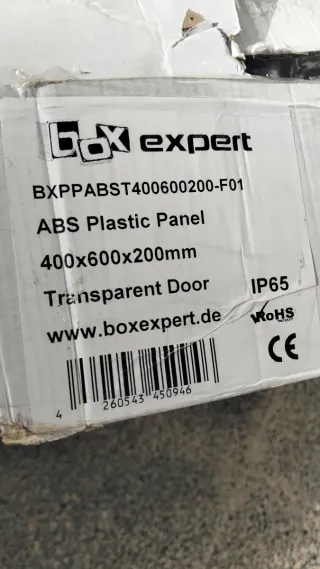 box expert
BXPPABST400600200-F01
ABS Plastic Panel
400x600x200mm
Transparent Door IP65
www.boxexpert.de RoHS
CE
4 260543 450946